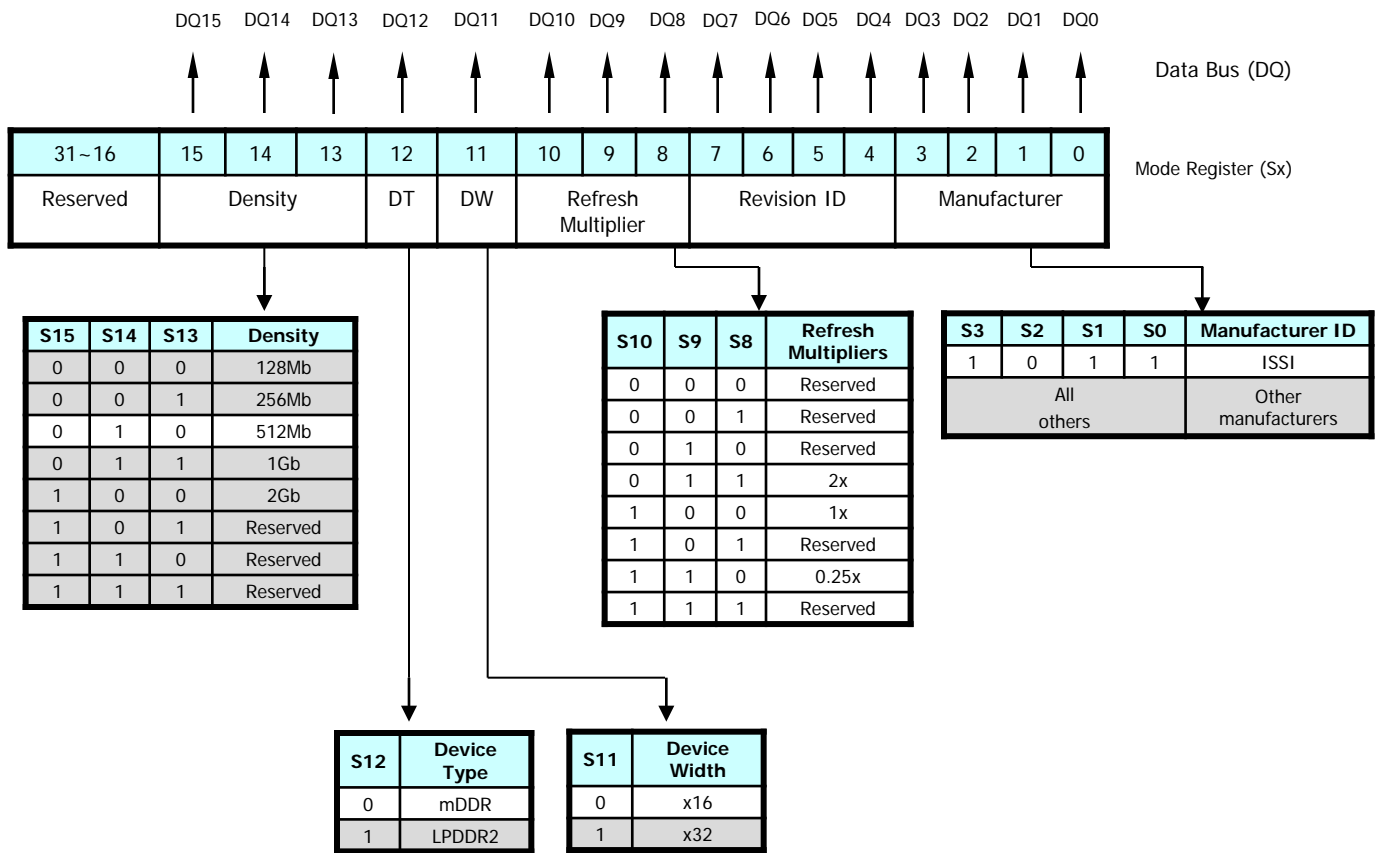 DQ15 DQ14 DQ13 DQ12 DQ11 DQ10 DQ9 DQ8 DQ7 DQ6 DQ5 DQ4 DQ3 DQ2 DQ1 DQ0
Data Bus (DQ)
31~16 15 14 13 12 11 10 9 8 7 6 5 4 3 2 1 0
Mode Register (Sx)
Reserved Density DT DW Refresh Multiplier Revision ID Manufacturer
S15 S14 S13 Density
0 0 0 128Mb
0 0 1 256Mb
0 1 0 512Mb
0 1 1 1Gb
1 0 0 2Gb
1 0 1 Reserved
1 1 0 Reserved
1 1 1 Reserved
S10 S9 S8 Refresh Multipliers
0 0 0 Reserved
0 0 1 Reserved
0 1 0 Reserved
0 1 1 2x
1 0 0 1x
1 0 1 Reserved
1 1 0 0.25x
1 1 1 Reserved
S3 S2 S1 S0 Manufacturer ID
1 0 1 1 ISSI
All others Other manufacturers
S12 Device Type
0 mDDR
1 LPDDR2
S11 Device Width
0 x16
1 x32